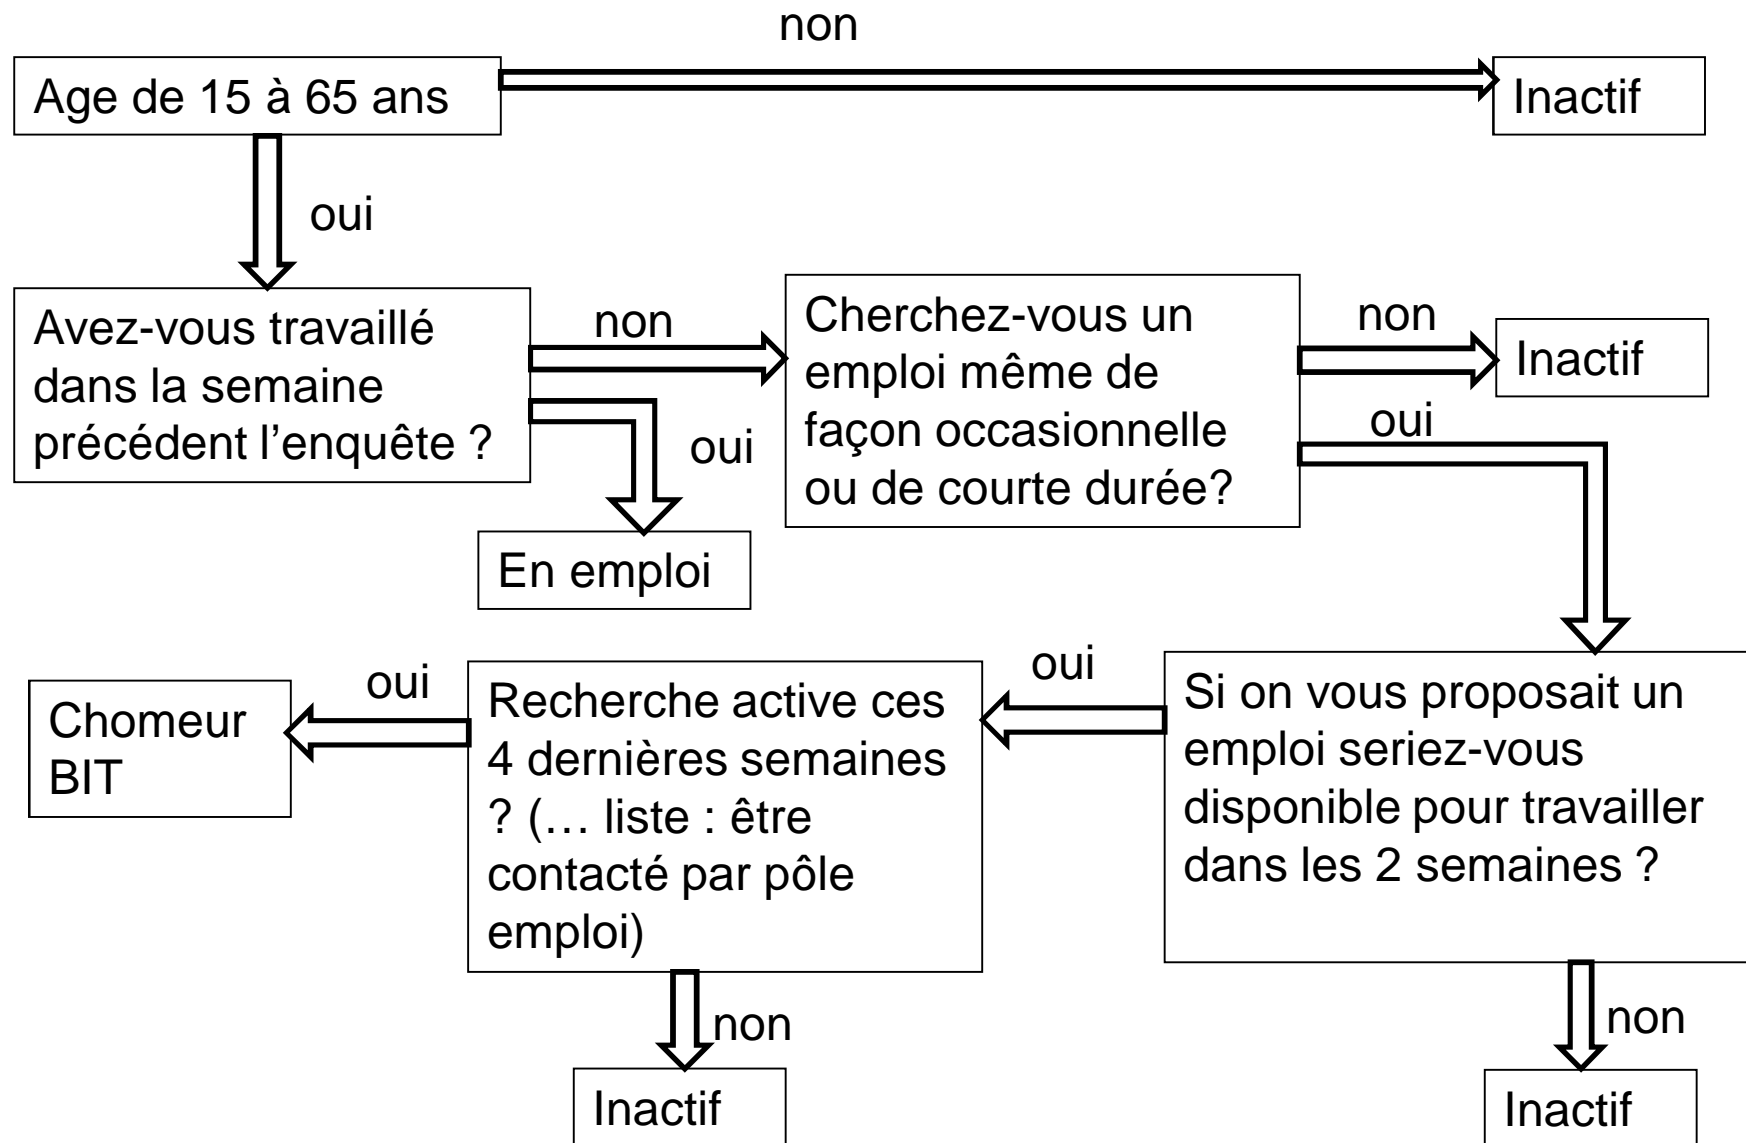 non
Age de 15 à 65 ans
Inactif
oui
Avez-vous travaillé
dans la semaine
précédent l'enquête ?
non
oui
En emploi
Cherchez-vous un
emploi même de
façon occasionnelle
ou de courte durée?
non
Inactif
oui
Si on vous proposait un
emploi seriez-vous
disponible pour travailler
dans les 2 semaines ?
oui
non
Inactif
Recherche active ces
4 dernières semaines
? (… liste : être
contacté par pôle
emploi)
oui
non
Inactif
Chomeur
BIT